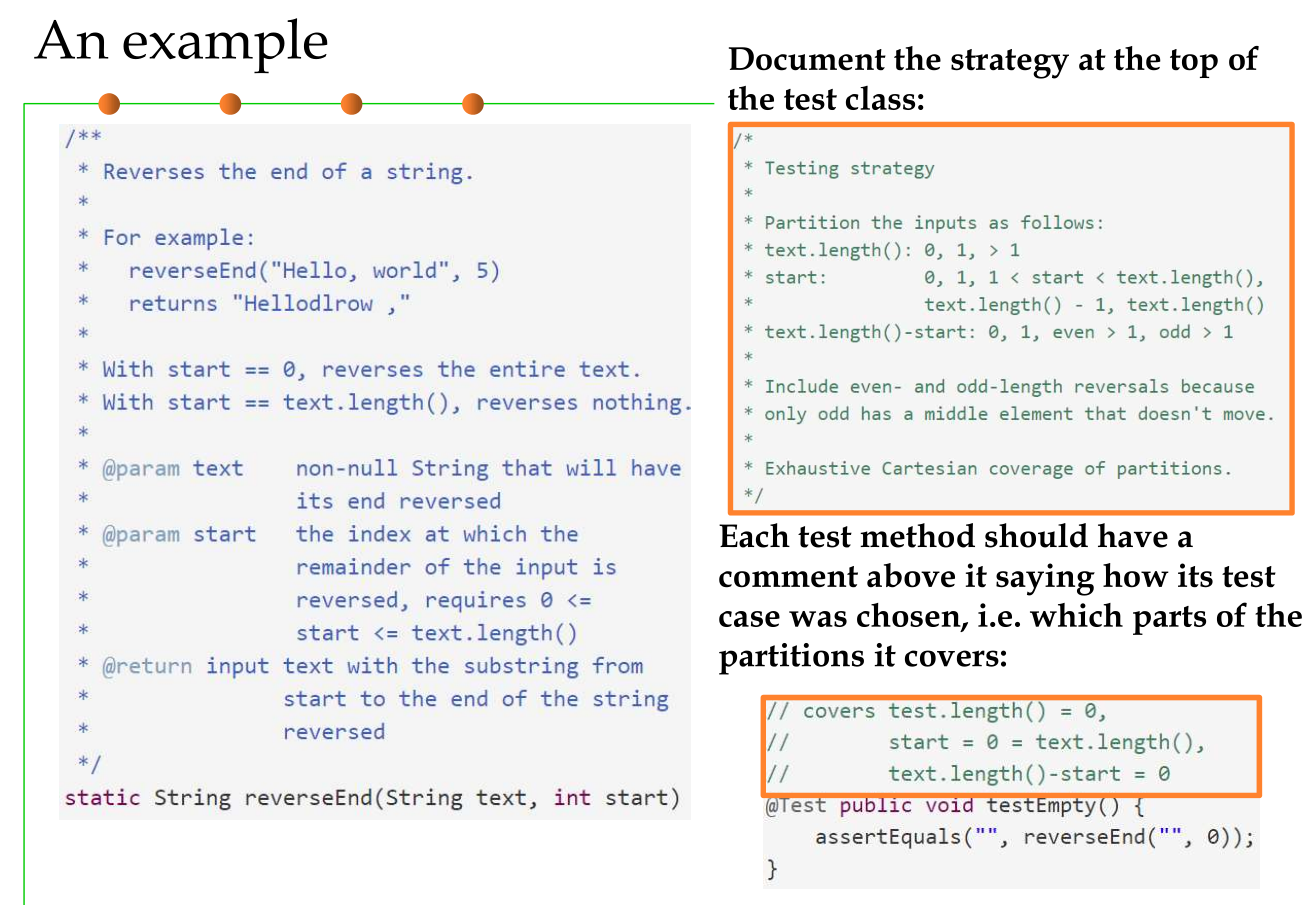 An example
/**
 * Reverses the end of a string.
 *
 * For example:
 *   reverseEnd("Hello, world", 5)
 *   returns "Hellodlrow ,"
 *
 * With start == 0, reverses the entire text.
 * With start == text.length(), reverses nothing.
 *
 * @param text    non-null String that will have
 *                its end reversed
 * @param start   the index at which the
 *                remainder of the input is
 *                reversed, requires 0 <=
 *                start <= text.length()
 * @return input text with the substring from
 *               start to the end of the string
 *               reversed
 */
static String reverseEnd(String text, int start)
Document the strategy at the top of
the test class:
/*
 * Testing strategy
 *
 * Partition the inputs as follows:
 * text.length(): 0, 1, > 1
 * start:         0, 1, 1 < start < text.length(),
 *                text.length() - 1, text.length()
 * text.length()-start: 0, 1, even > 1, odd > 1
 *
 * Include even- and odd-length reversals because
 * only odd has a middle element that doesn't move.
 *
 * Exhaustive Cartesian coverage of partitions.
 */
Each test method should have a
comment above it saying how its test
case was chosen, i.e. which parts of the
partitions it covers:
// covers test.length() = 0,
//        start = 0 = text.length(),
//        text.length()-start = 0
@Test public void testEmpty() {
    assertEquals("", reverseEnd("", 0));
}